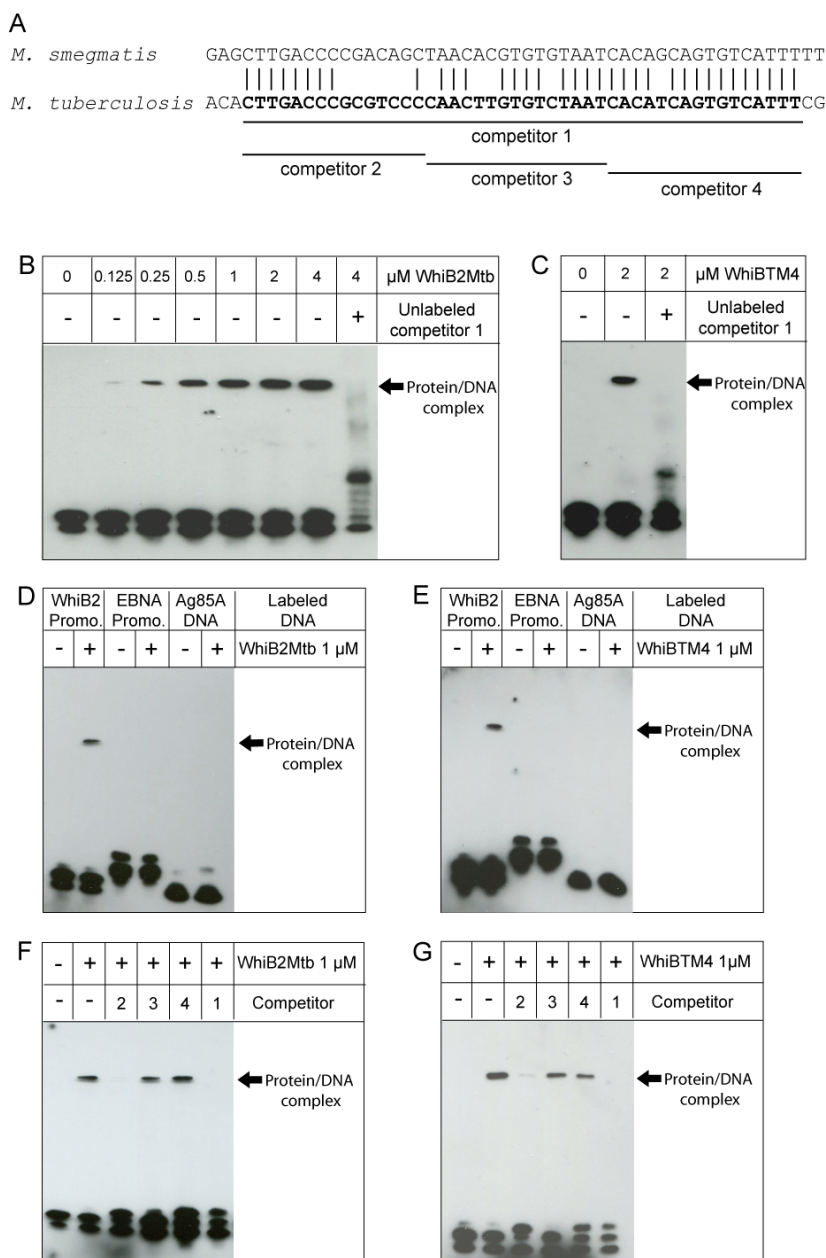 A
M. smegmatis GAGCTTGACCCCGACAGCTAACACGTGTGTAATCACAGCAGTGTCATTTTT
M. tuberculosis ACACTTGACCCGCGTCCCCAACTTGTGTCTAATCACATCAGTGTCATTTCG
competitor 1
competitor 2
competitor 3
competitor 4
B
0 0.125 0.25 0.5 1 2 4 4 µM WhiB2Mtb
- - - - - - - + Unlabeled
competitor 1
Protein/DNA
complex
C
0 2 2 µM WhiBTM4
- - + Unlabeled
competitor 1
Protein/DNA
complex
D
WhiB2 EBNA Ag85A Labeled
Promo. Promo. DNA DNA
- + - + - + WhiB2Mtb 1 µM
Protein/DNA
complex
E
WhiB2 EBNA Ag85A Labeled
Promo. Promo. DNA DNA
- + - + - + WhiBTM4 1 µM
Protein/DNA
complex
F
- + + + + + WhiB2Mtb 1 µM
- - 2 3 4 1 Competitor
Protein/DNA
complex
G
- + + + + + WhiBTM4 1µM
- - 2 3 4 1 Competitor
Protein/DNA
complex